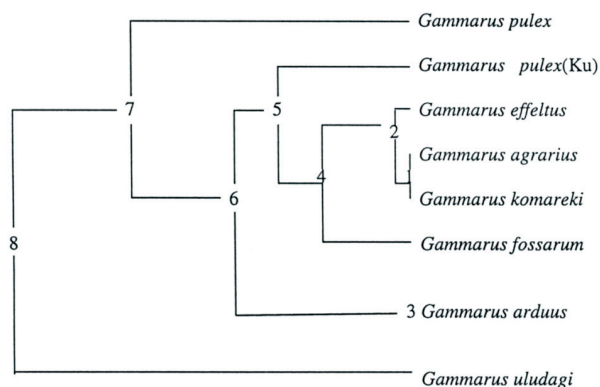 Gammarus pulex
Gammarus pulex(Ku)
7
5
Gammarus effeltus
2
Gammarus agrarius
4
6
Gammarus komareki
8
Gammarus fossarum
3 Gammarus arduus
Gammarus uludagi